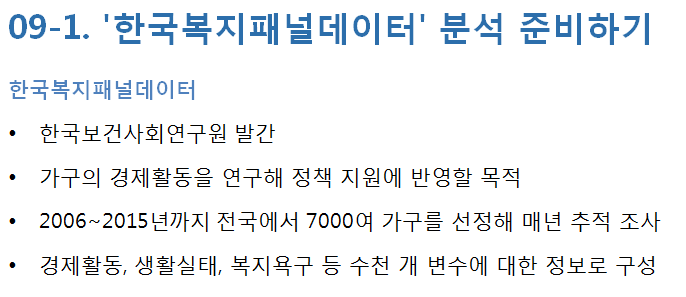 09-1. '한국복지패널데이터' 분석 준비하기
한국복지패널데이터
• 한국보건사회연구원 발간
• 가구의 경제활동을 연구해 정책 지원에 반영할 목적
• 2006~2015년까지 전국에서 7000여 가구를 선정해 매년 추적 조사
• 경제활동, 생활실태, 복지욕구 등 수천 개 변수에 대한 정보로 구성